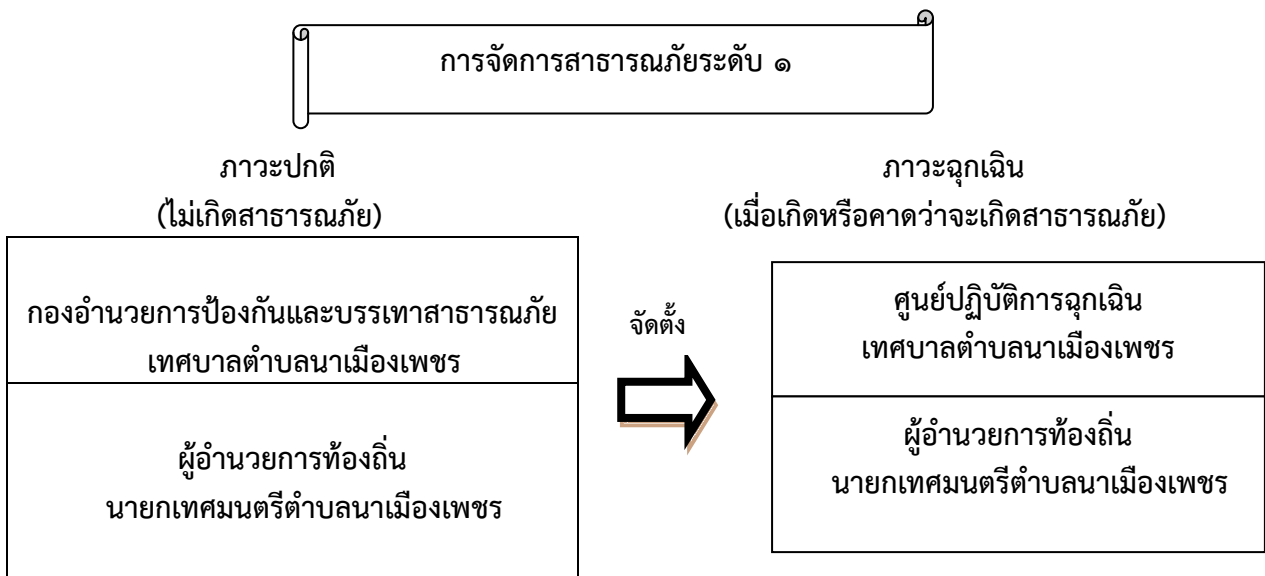 การจัดการสาธารณภัยระดับ ๑
ภาวะปกติ
(ไม่เกิดสาธารณภัย)
กองอำนวยการป้องกันและบรรเทาสาธารณภัย
เทศบาลตำบลนาเมืองเพชร
ผู้อำนวยการท้องถิ่น
นายกเทศมนตรีตำบลนาเมืองเพชร
จัดตั้ง
ภาวะฉุกเฉิน
(เมื่อเกิดหรือคาดว่าจะเกิดสาธารณภัย)
ศูนย์ปฏิบัติการฉุกเฉิน
เทศบาลตำบลนาเมืองเพชร
ผู้อำนวยการท้องถิ่น
นายกเทศมนตรีตำบลนาเมืองเพชร